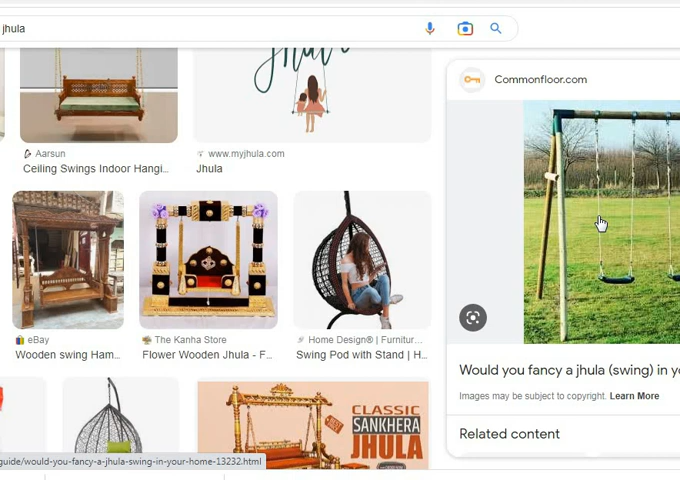 jhula
Jhula
Commonfloor.com
Aarsun
Ceiling Swings Indoor Hangi...
www.myjhula.com
Jhula
eBay
Wooden swing Ham...
The Kanha Store
Flower Wooden Jhula - F...
Home Design® | Furnitur...
Swing Pod with Stand | H...
CLASSIC
SANKHERA
JHULA
guide/would-you-fancy-a-jhula-swing-in-your-home-13232.html
Would you fancy a jhula (swing) in yo
Images may be subject to copyright. Learn More
Related content